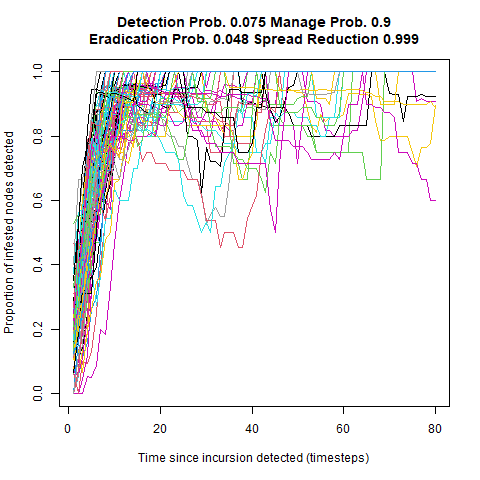 Detection Prob. 0.075 Manage Prob. 0.9
Eradication Prob. 0.048 Spread Reduction 0.999
Proportion of infested nodes detected
1.0
0.8
0.6
0.4
0.2
0.0
0 20 40 60 80
Time since incursion detected (timesteps)